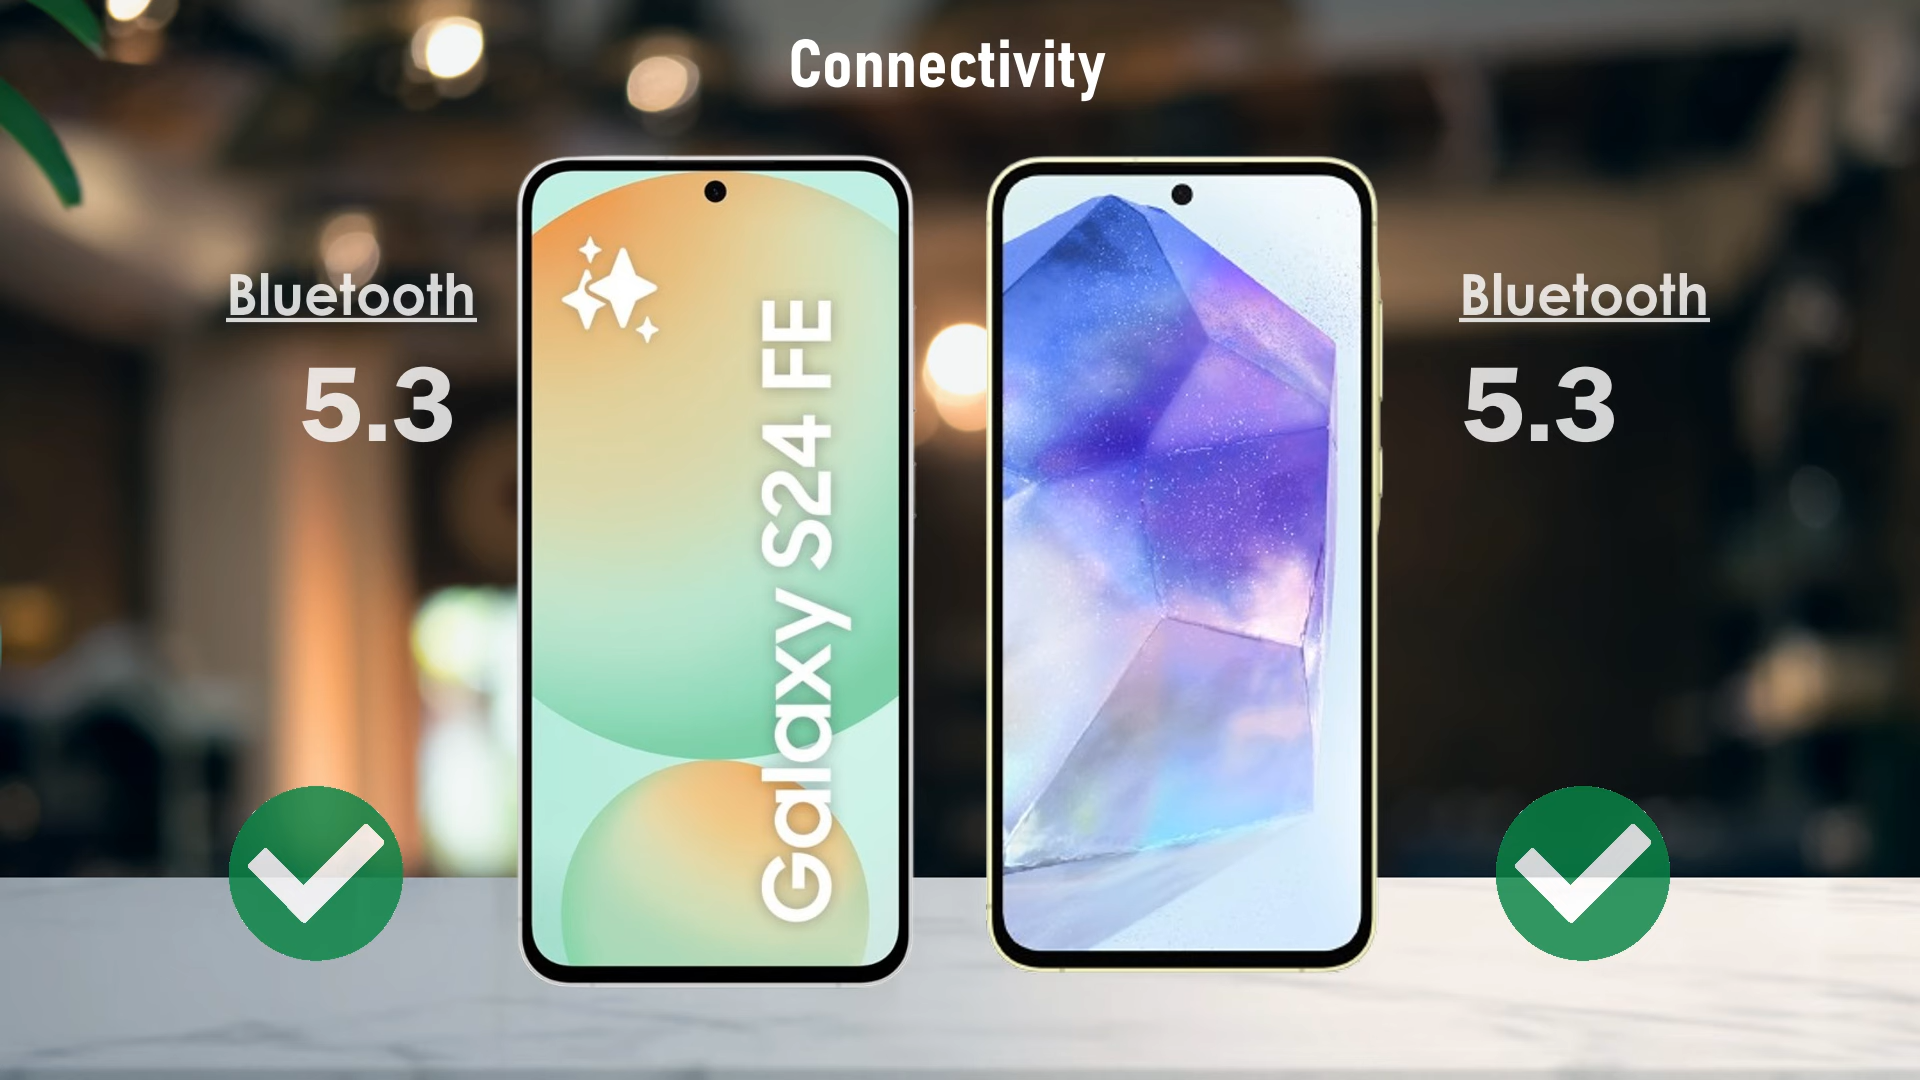 Connectivity
Bluetooth
5.3
Galaxy S24 FE
Bluetooth
5.3